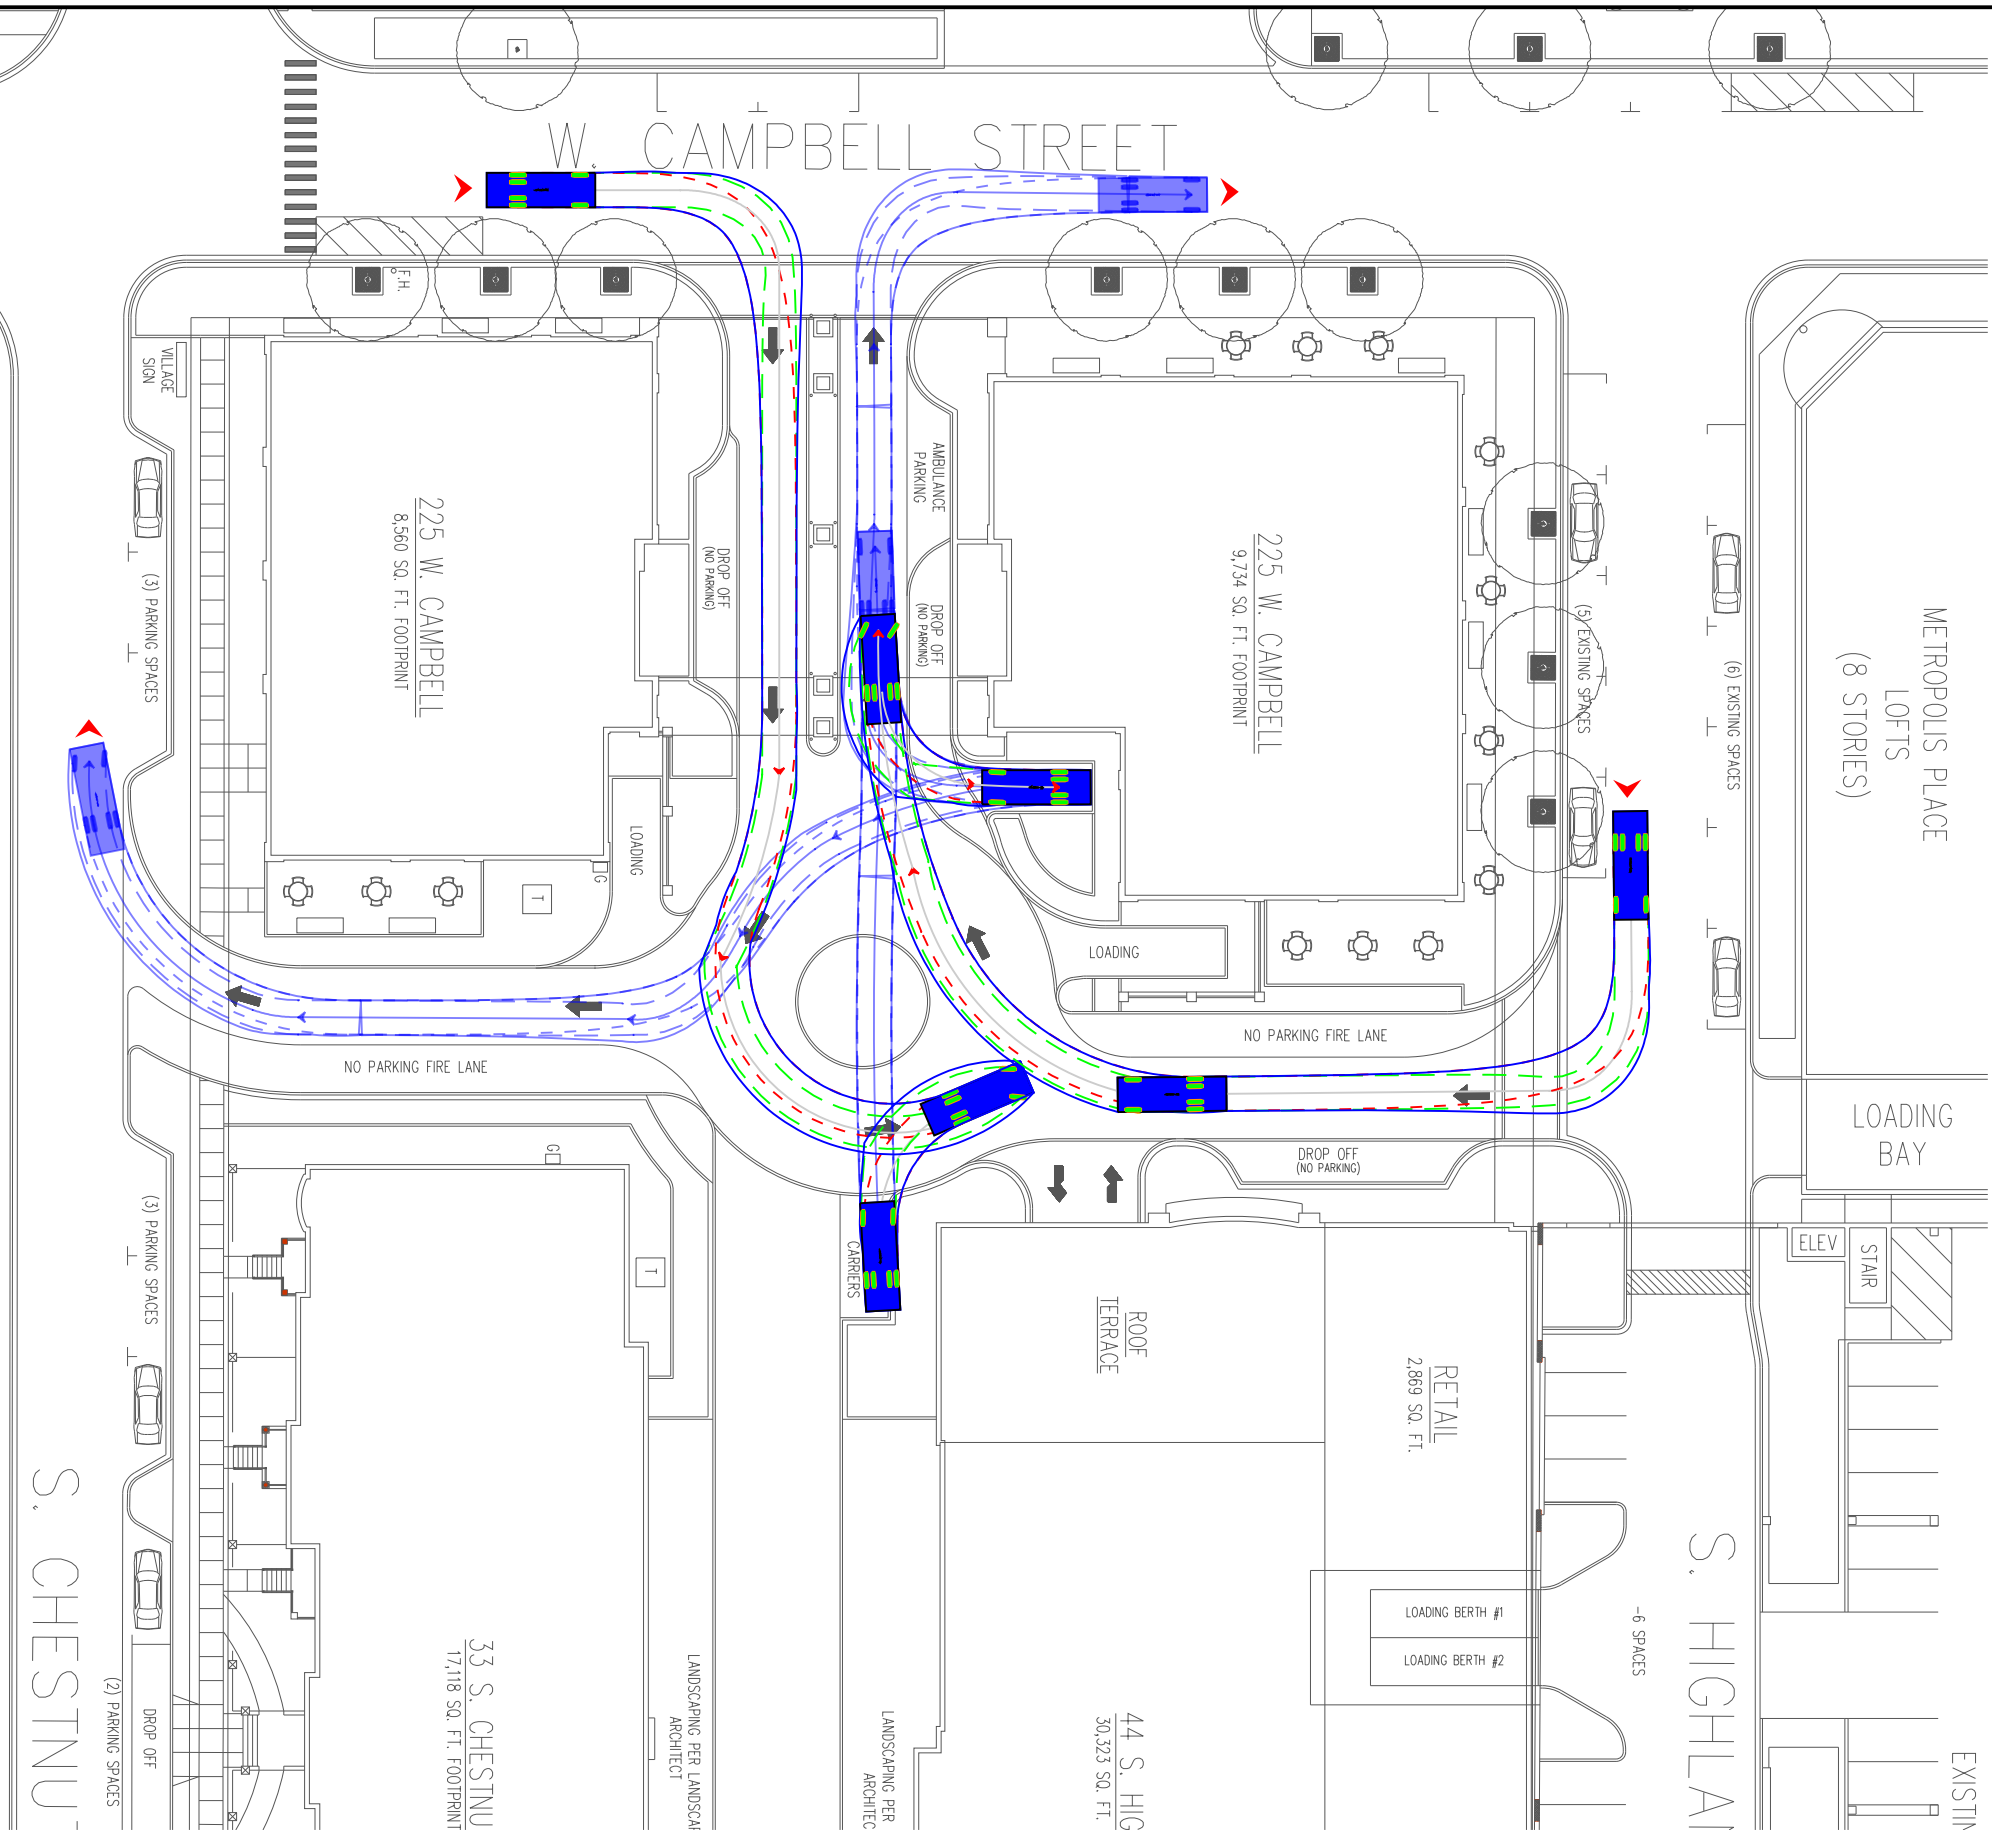 W. CAMPBELL STREET
F.H.
VILLAGE
SIGN
225 W. CAMPBELL
8,560 SQ. FT. FOOTPRINT
DROP OFF
(NO PARKING)
AMBULANCE
PARKING
DROP OFF
(NO PARKING)
225 W. CAMPBELL
9,734 SQ. FT. FOOTPRINT
(3) PARKING SPACES
(5) EXISTING SPACES
(6) EXISTING SPACES
METROPOLIS PLACE
LOFTS
(8 STORIES)
LOADING
G
T
LOADING
NO PARKING FIRE LANE
NO PARKING FIRE LANE
LOADING
BAY
DROP OFF
(NO PARKING)
G
T
CARRIERS
(3) PARKING SPACES
ELEV
STAIR
ROOF
TERRACE
RETAIL
2,869 SQ. FT.
LOADING BERTH #1
LOADING BERTH #2
-6 SPACES
S. CHESTNUT
S. HIGHLAN
(2) PARKING SPACES
DROP OFF
33 S. CHESTNU
17,118 SQ. FT. FOOTPRINT
LANDSCAPING PER LANDSCAP
ARCHITECT
LANDSCAPING PER
ARCHITEC
44 S. HIG
30,323 SQ. FT.
EXISTIN